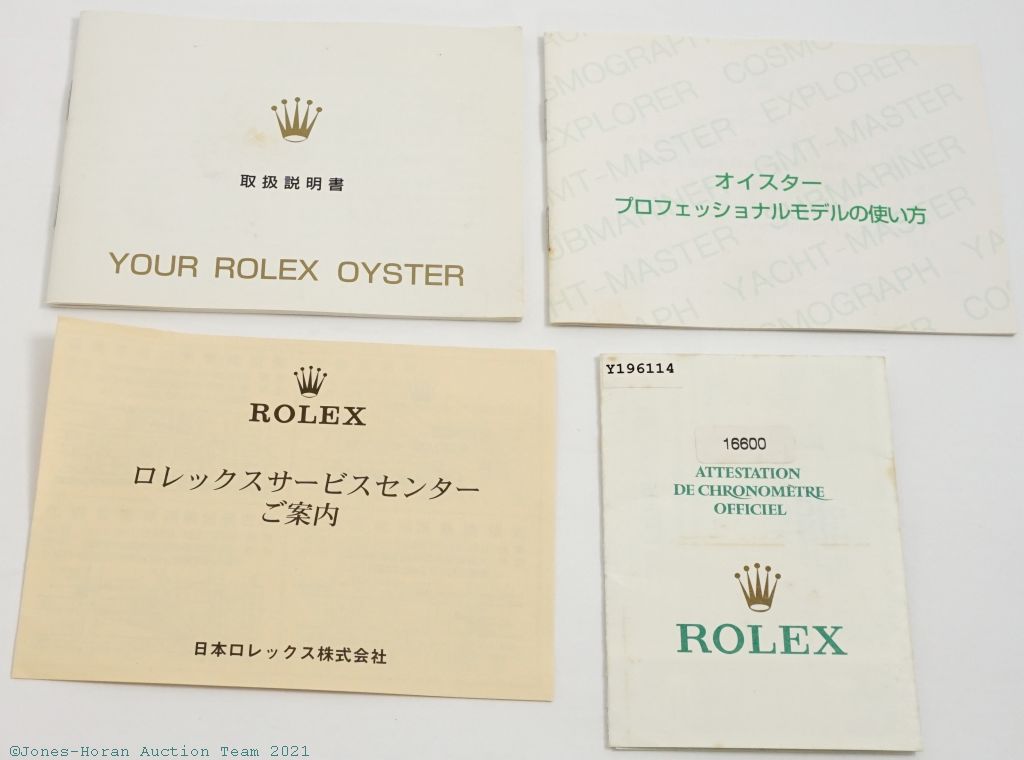 取扱説明書
YOUR ROLEX OYSTER
COSMOGRAPH
EXPLORER
GMT-MASTER
SUBMARINER
YACHT-MASTER
オイスター
プロフェッショナルモデルの使い方
ROLEX
ロレックスサービスセンター
ご案内
日本ロレックス株式会社
Y196114
16600
ATTESTATION
DE CHRONOMÈTRE
OFFICIEL
ROLEX
©Jones-Horan Auction Team 2021